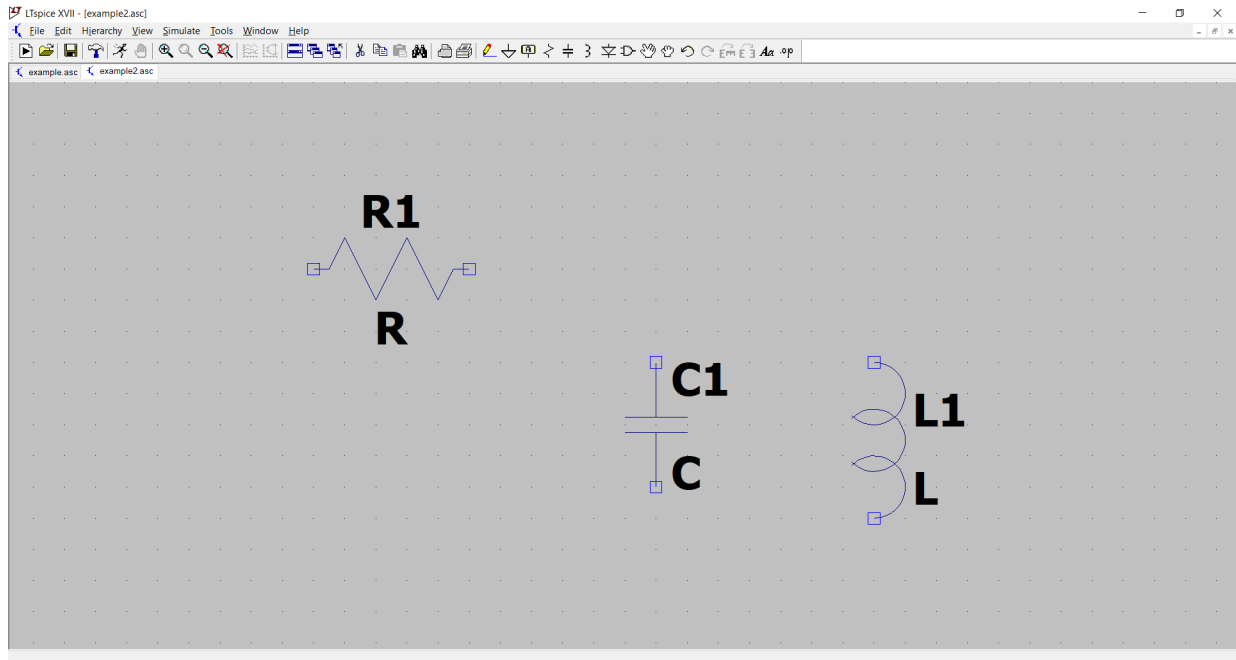 LTspice XVII - [example2.asc]
File Edit Hierarchy View Simulate Tools Window Help
Aa .op
example.asc example2.asc
R1
R
C1
C
L1
L